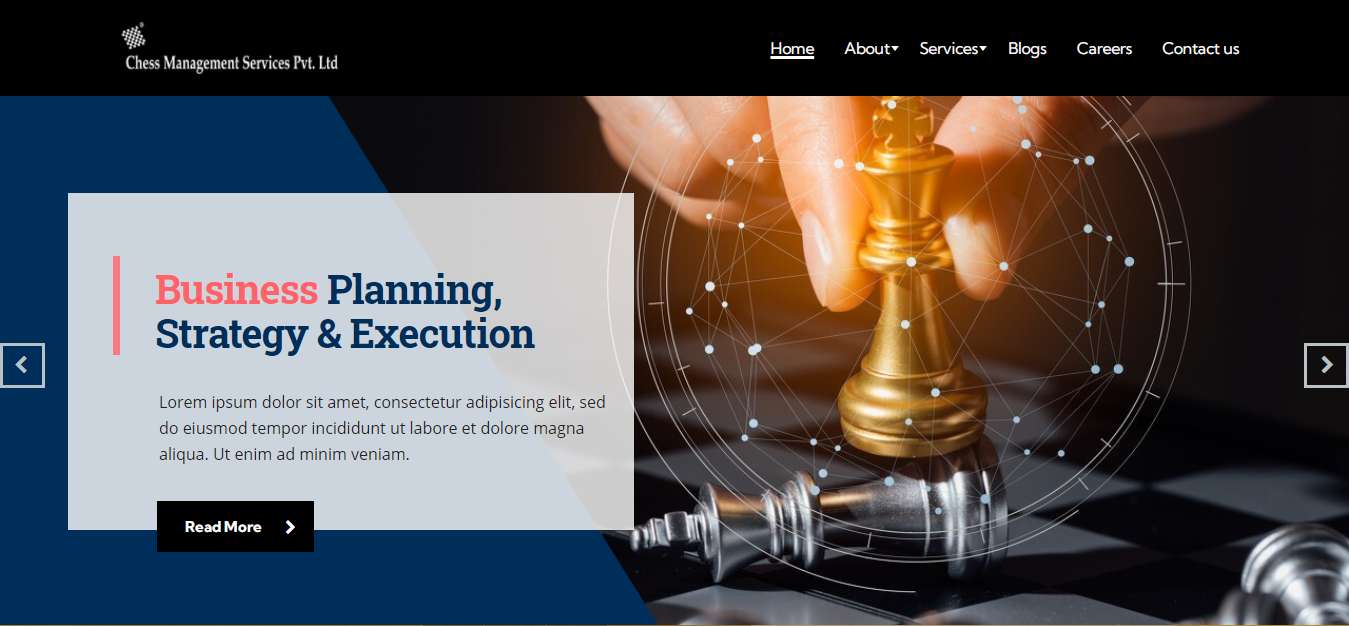 Chess Management Services Pvt. Ltd
Home About Services Blogs Careers Contact us
Business Planning,
Strategy & Execution
Lorem ipsum dolor sit amet, consectetur adipisicing elit, sed
do eiusmod tempor incididunt ut labore et dolore magna
aliqua. Ut enim ad minim veniam.
Read More